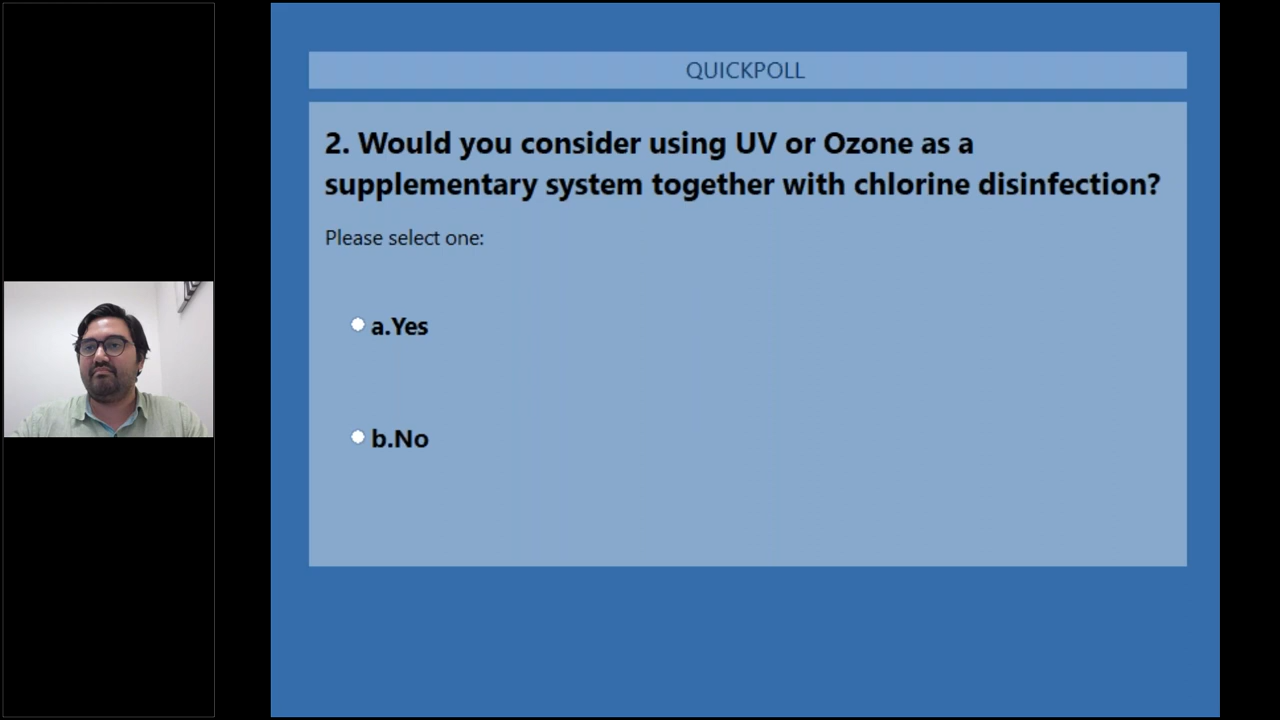 QUICKPOLL
2. Would you consider using UV or Ozone as a
supplementary system together with chlorine disinfection?
Please select one:
a.Yes
b.No